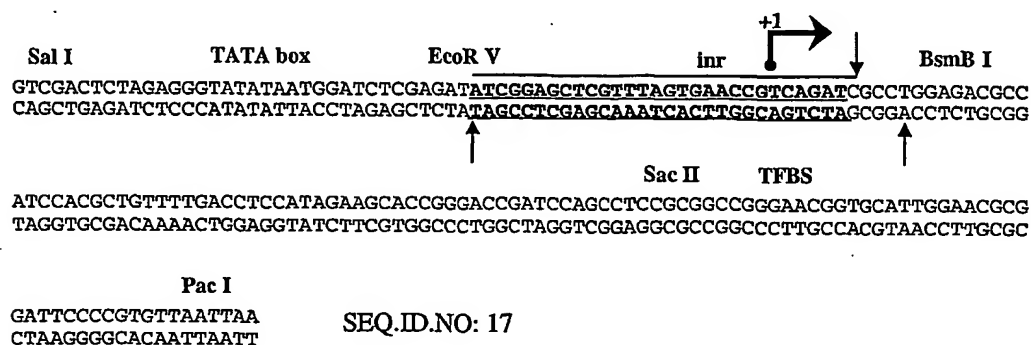 +1
Sal I TATA box EcoR V inr BsmB I
GTCGACTCTAGAGGGTATATAATGGATCTCGAGATATCGGAGCTCGTTTAGTGAACCGTCAGATCGCCTGGAGACGCC
CAGCTGAGATCTCCCATATATTACCTAGAGCTCTATAGCCTCGAGCAAATCACTTGGCAGTCTAGCGGACCTCTGCGG
Sac II TFBS
ATCCACGCTGTTTTGACCTCCATAGAAGCACCGGGACCGATCCAGCCTCCGCGGCCGGGAACGGTGCATTGGAACGCG
TAGGTGCGACAAAACTGGAGGTATCTTCGTGGCCCTGGCTAGGTCGGAGGCGCCGGCCCTTGCCACGTAACCTTGCGC
Pac I
GATTCCCCGTGTTAATTAA
CTAAGGGGCACAATTAATT
SEQ.ID.NO: 17